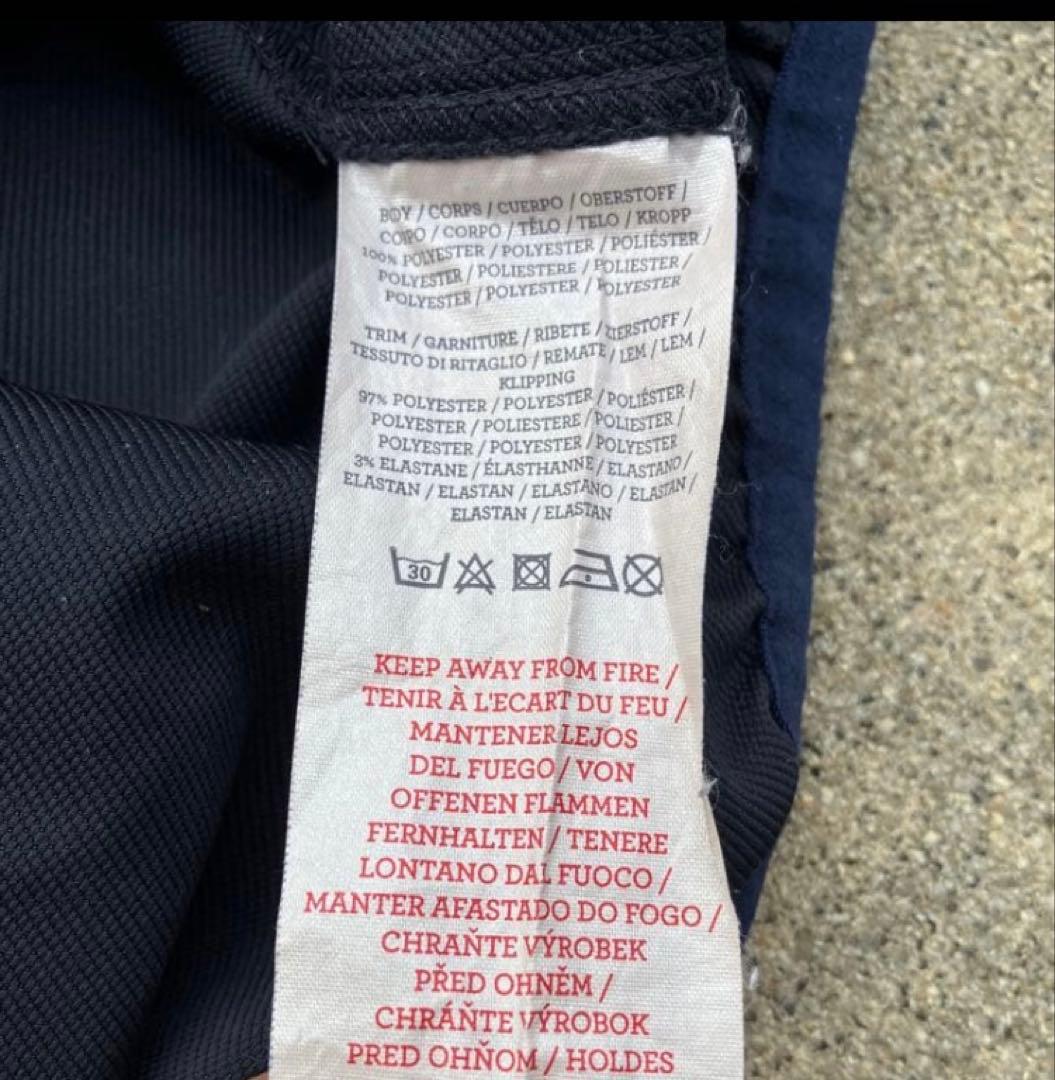 BODY / CORPS / CUERPO / OBERSTOFF /
CORPO / CORPO / TĚLO / TELO / KROPP
100% POLYESTER / POLYESTER / POLIÉSTER /
POLYESTER / POLIESTERE / POLIESTER /
POLYESTER / POLYESTER / POLYESTER
TRIM / GARNITURE / RIBETE / ZIERSTOFF /
TESSUTO DI RITAGLIO / REMATE / LEM / LEM /
KLIPPING
97% POLYESTER / POLYESTER / POLIÉSTER /
POLYESTER / POLIESTERE / POLIESTER /
POLYESTER / POLYESTER / POLYESTER
3% ELASTANE / ÉLASTHANNE / ELASTANO /
ELASTAN / ELASTAN / ELASTANO / ELASTAN /
ELASTAN / ELASTAN
30
KEEP AWAY FROM FIRE /
TENIR À L'ECART DU FEU /
MANTENER LEJOS
DEL FUEGO / VON
OFFENEN FLAMMEN
FERNHALTEN / TENERE
LONTANO DAL FUOCO /
MANTER AFASTADO DO FOGO /
CHRAŇTE VÝROBEK
PŘED OHNĚM /
CHRÁŇTE VÝROBOK
PRED OHŇOM / HOLDES